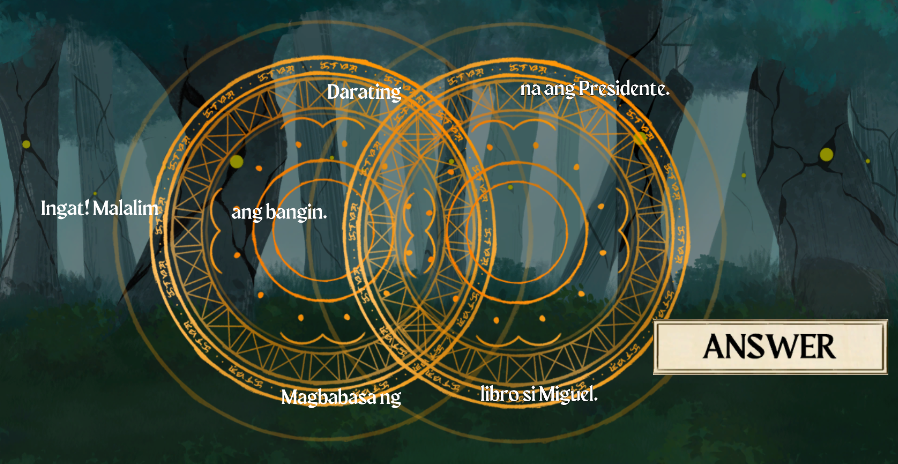 Darating na ang Presidente.
Ingat! Malalim ang bangin.
ANSWER
Magbabasa ng libro si Miguel.